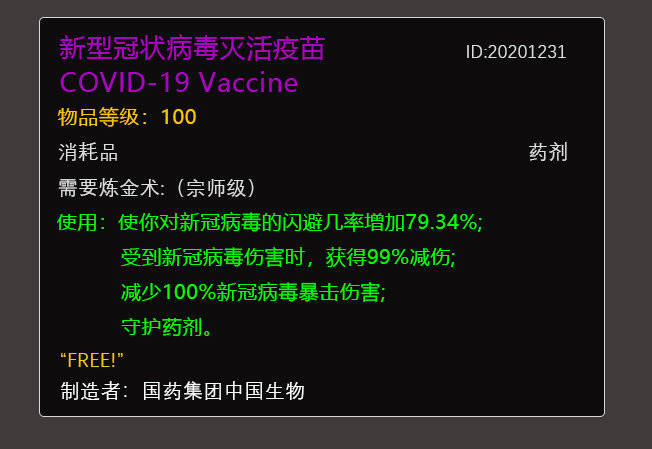 新型冠状病毒灭活疫苗
ID:20201231
COVID-19 Vaccine
物品等级：100
消耗品 药剂
需要炼金术:（宗师级）
使用：使你对新冠病毒的闪避几率增加79.34%;
受到新冠病毒伤害时，获得99%减伤;
减少100%新冠病毒暴击伤害;
守护药剂。
“FREE!”
制造者：国药集团中国生物